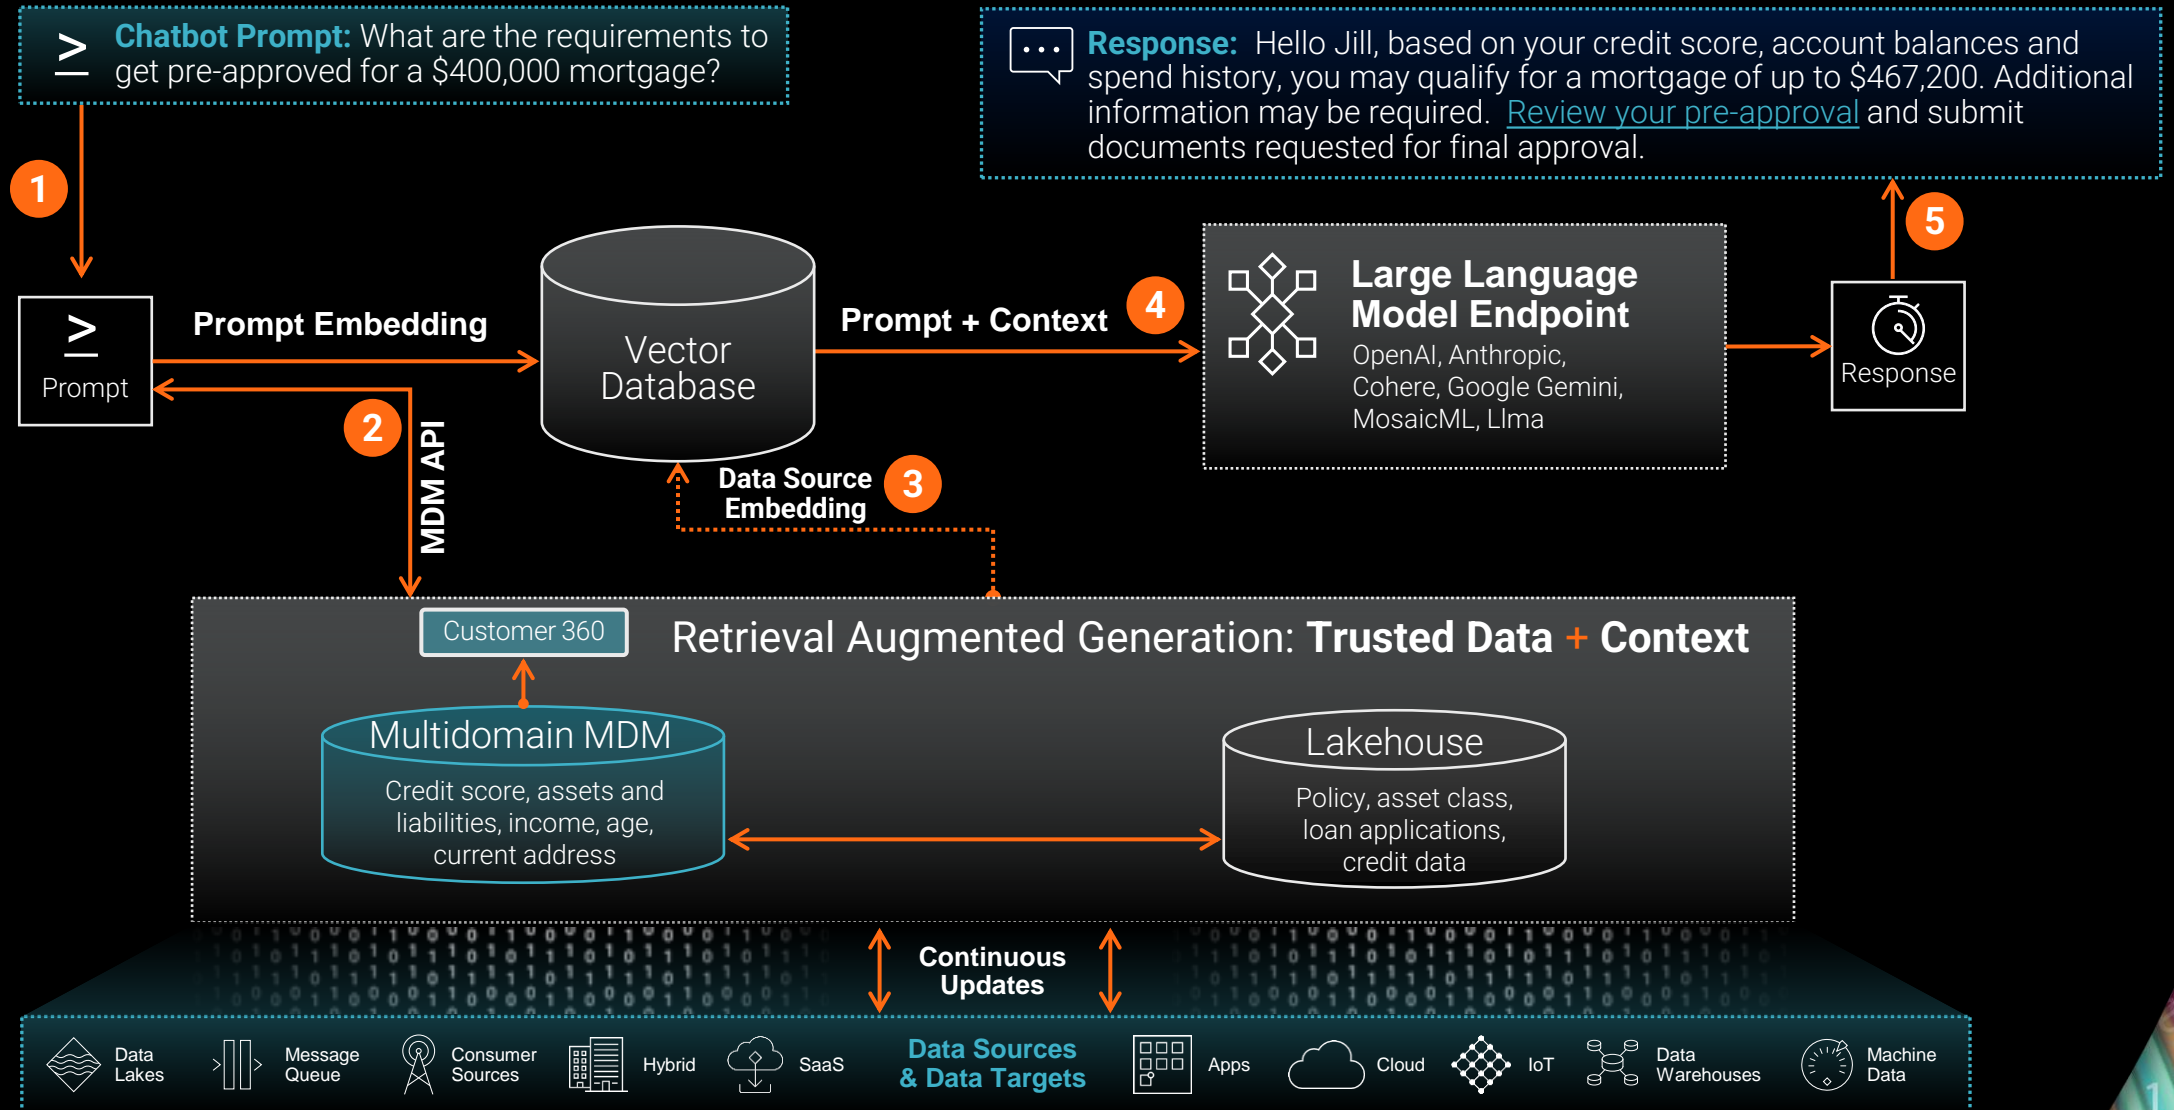 Chatbot Prompt: What are the requirements to
get pre-approved for a $400,000 mortgage?
Response: Hello Jill, based on your credit score, account balances and
spend history, you may qualify for a mortgage of up to $467,200. Additional
information may be required. Review your pre-approval and submit
documents requested for final approval.
1
5
Prompt
Prompt Embedding
Vector
Database
Prompt + Context
4
Large Language
Model Endpoint
OpenAI, Anthropic,
Cohere, Google Gemini,
MosaicML, Llma
Response
2
MDM API
Data Source
Embedding
3
Customer 360
Retrieval Augmented Generation: Trusted Data + Context
Multidomain MDM
Credit score, assets and
liabilities, income, age,
current address
Lakehouse
Policy, asset class,
loan applications,
credit data
Continuous
Updates
Data
Lakes
Message
Queue
Consumer
Sources
Hybrid
SaaS
Data Sources
& Data Targets
Apps
Cloud
IoT
Data
Warehouses
Machine
Data
1